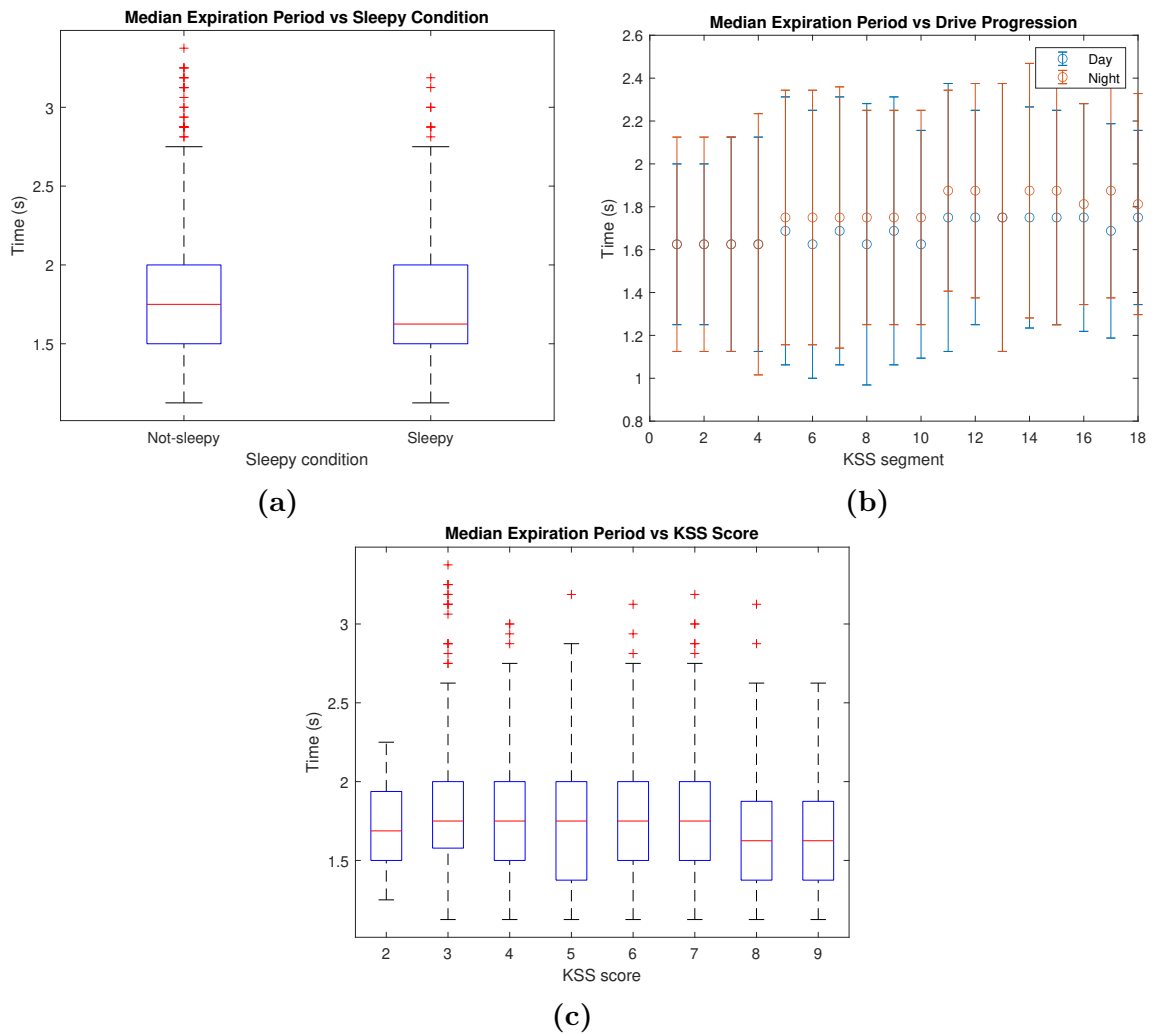 Median Expiration Period vs Sleepy Condition
3
2.5
2
1.5
Time (s)
Not-sleepy
Sleepy
Sleepy condition
(a)
Median Expiration Period vs Drive Progression
2.6
2.4
2.2
2
1.8
1.6
1.4
1.2
1
0.8
Time (s)
Day
Night
0 2 4 6 8 10 12 14 16 18
KSS segment
(b)
Median Expiration Period vs KSS Score
3
2.5
2
1.5
Time (s)
2 3 4 5 6 7 8 9
KSS score
(c)